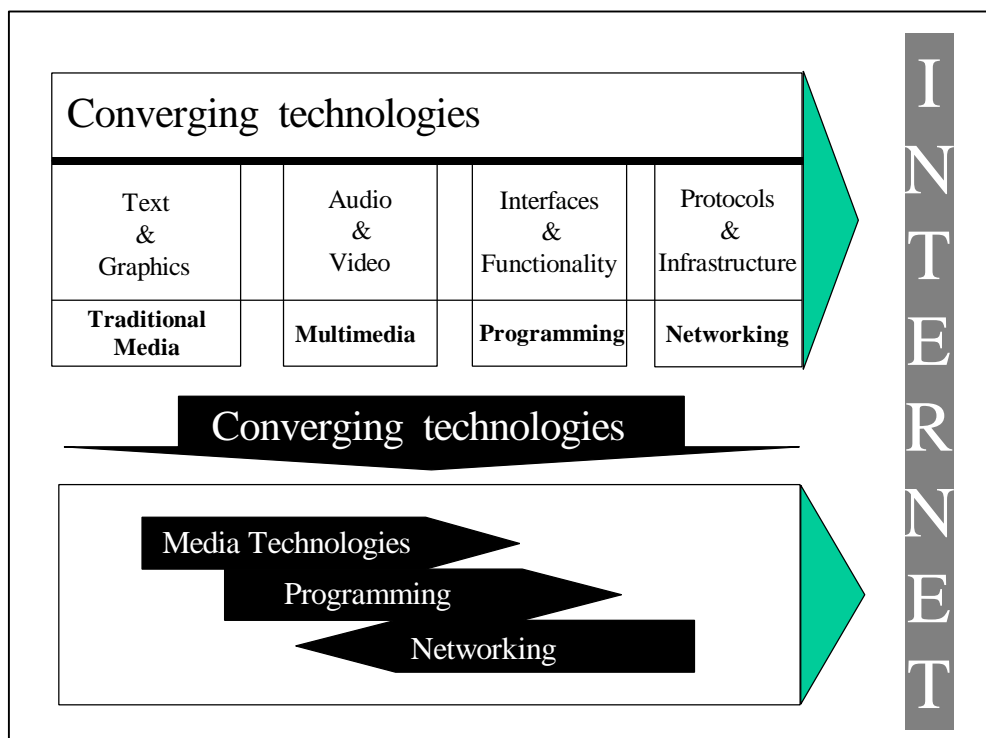 Converging technologies
Text
&
Graphics
Audio
&
Video
Interfaces
&
Functionality
Protocols
&
Infrastructure
Traditional
Media
Multimedia
Programming
Networking
Converging technologies
Media Technologies
Programming
Networking
INTERNET